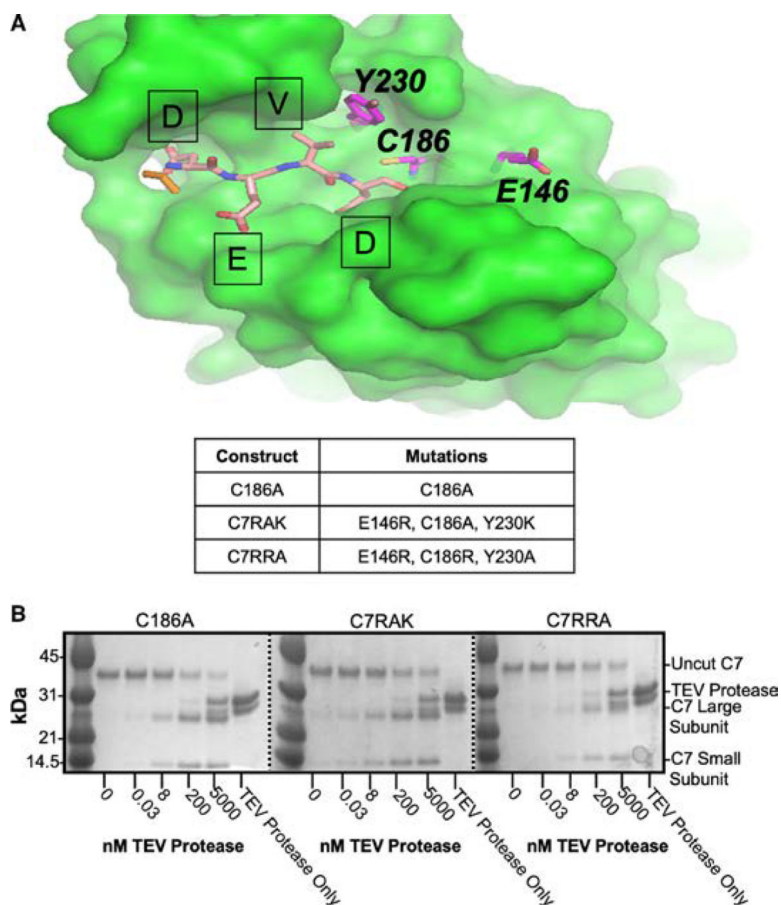 A
Y230
D
V
C186
E146
E
D
Construct Mutations
C186A C186A
C7RAK E146R, C186A, Y230K
C7RRA E146R, C186R, Y230A
B
C186A C7RAK C7RRA
kDa
45-
31-
21-
14.5-
Uncut C7
TEV Protease
C7 Large
Subunit
C7 Small
Subunit
0 0.03 8 200 5000 TEV Protease Only
0 0.03 8 200 5000 TEV Protease Only
0 0.03 8 200 5000 TEV Protease Only
nM TEV Protease nM TEV Protease nM TEV Protease